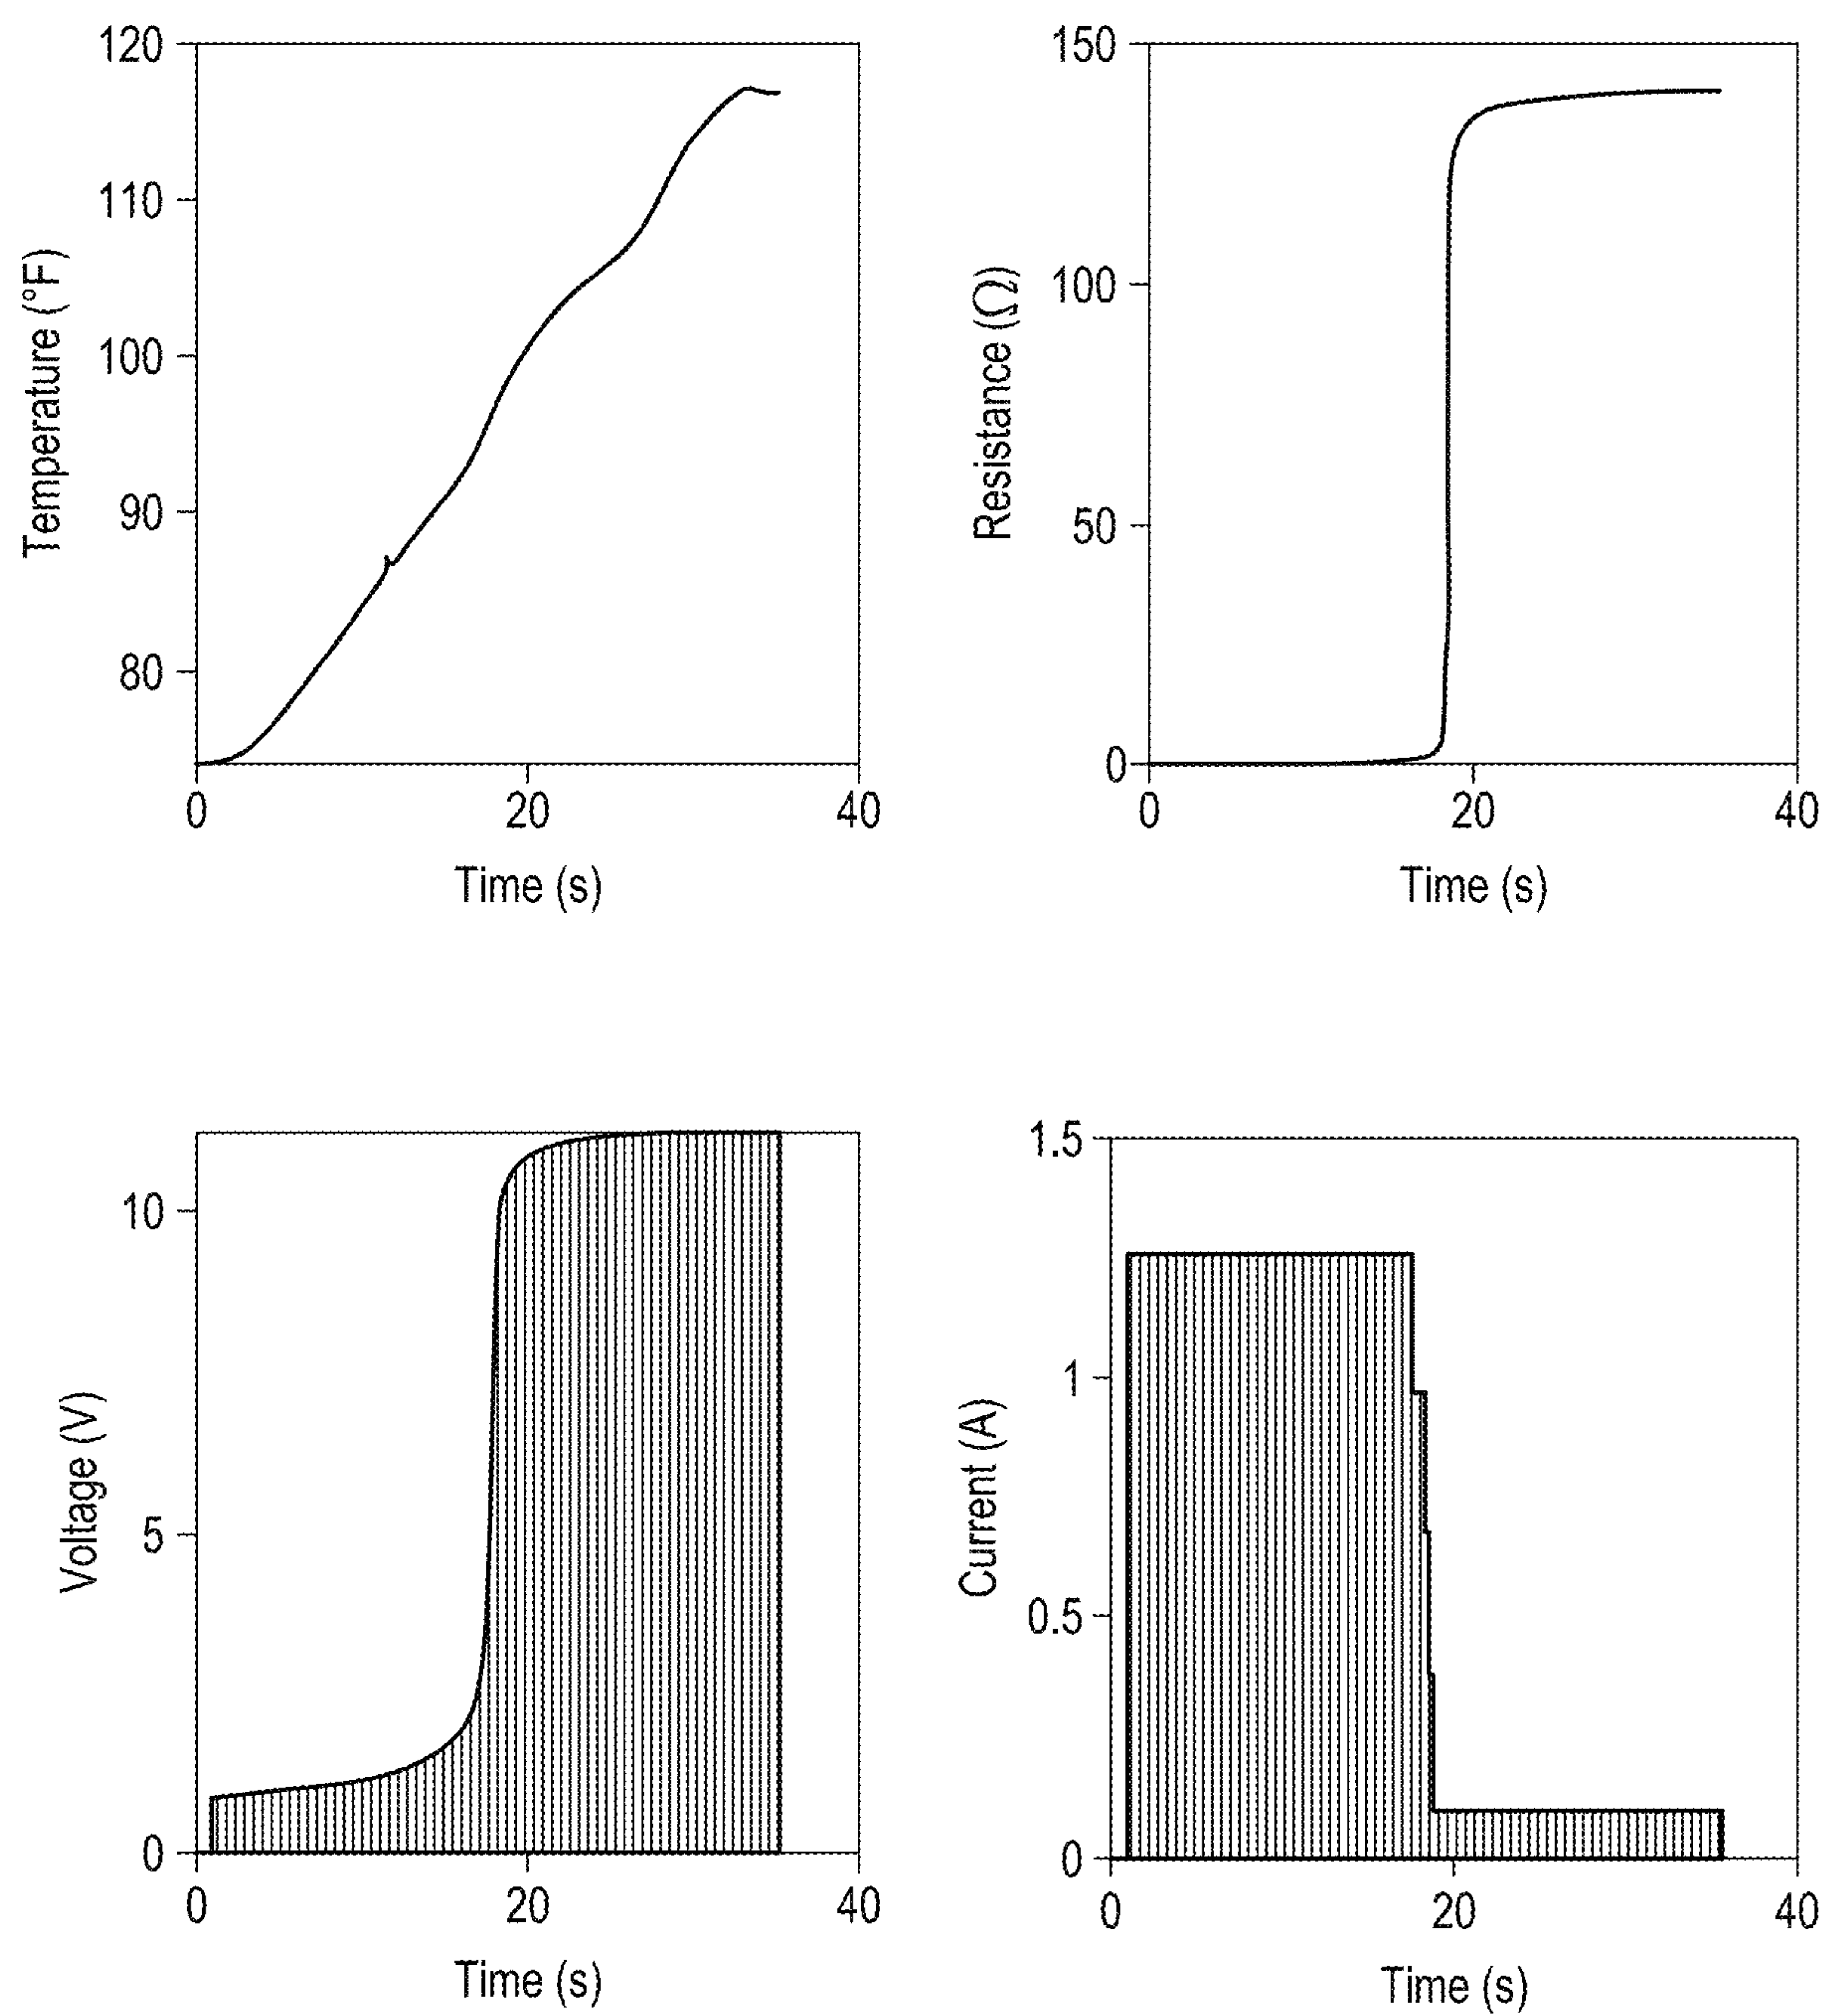 120
110
100
90
80
Temperature (°F)
0 20 40
Time (s)
150
100
50
0
Resistance (Ω)
0 20 40
Time (s)
10
5
0
Voltage (V)
0 20 40
Time (s)
1.5
1
0.5
0
Current (A)
0 20 40
Time (s)